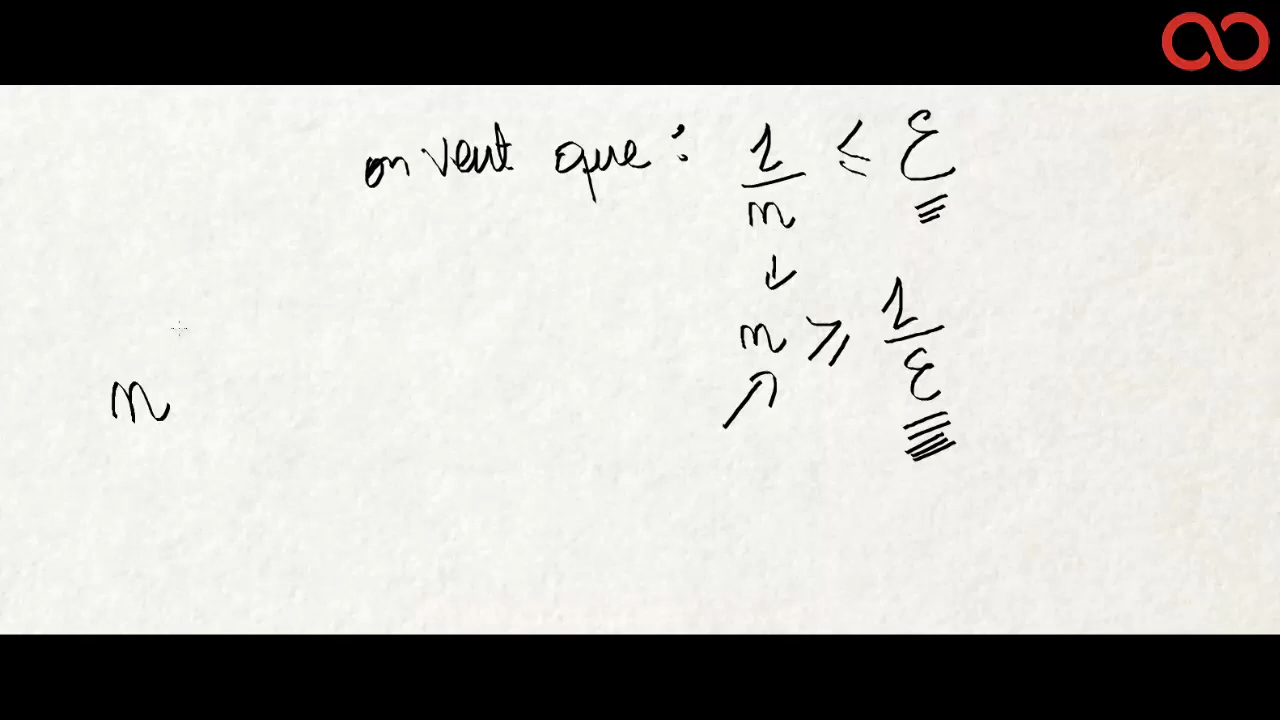 on veut que : 1/n ≤ ε
↓
n ≥ 1/ε
↗
n